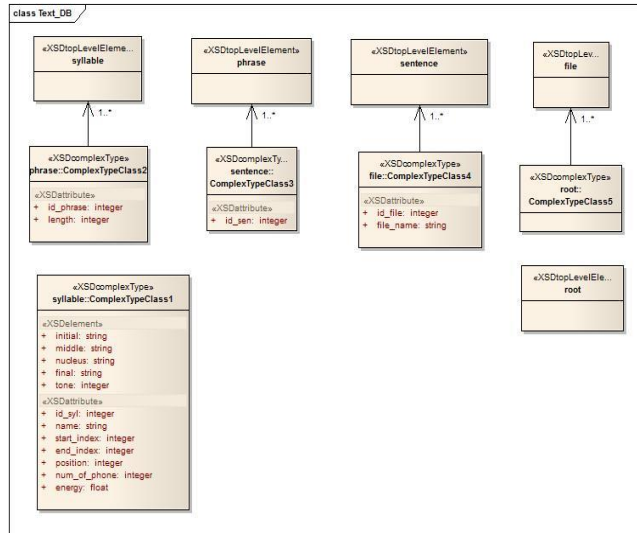 class Text_DB
«XSDtopLevelEleme...
syllable
«XSDtopLevelElement»
phrase
«XSDtopLevelElement»
sentence
«XSDtopLev...
file
1..*
1..*
1..*
1..*
«XSDcomplexType»
phrase::ComplexTypeClass2
«XSDattribute»
+ id_phrase: integer
+ length: integer
«XSDcomplexTy...
sentence::
ComplexTypeClass3
«XSDattribute»
+ id_sen: integer
«XSDcomplexType»
file::ComplexTypeClass4
«XSDattribute»
+ id_file: integer
+ file_name: string
«XSDcomplexType»
root::
ComplexTypeClass5
«XSDtopLevelEle...
root
«XSDcomplexType»
syllable::ComplexTypeClass1
«XSDelement»
+ initial: string
+ middle: string
+ nucleus: string
+ final: string
+ tone: integer
«XSDattribute»
+ id_syl: integer
+ name: string
+ start_index: integer
+ end_index: integer
+ position: integer
+ num_of_phone: integer
+ energy: float